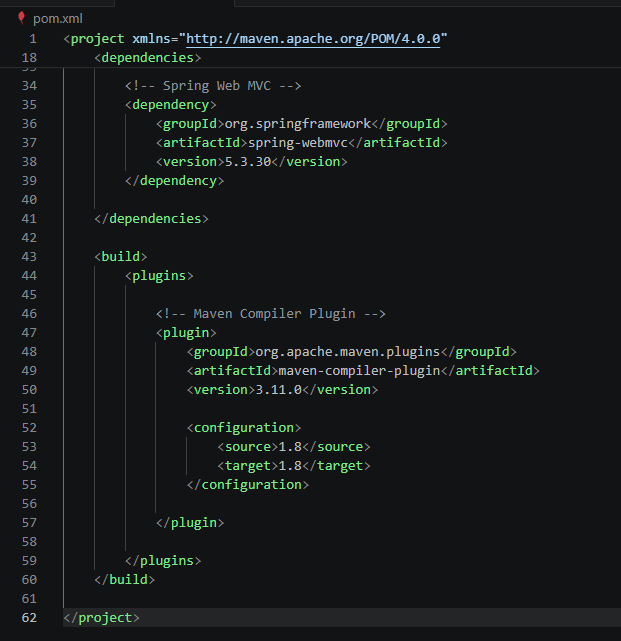 pom.xml
1 <project xmlns="http://maven.apache.org/POM/4.0.0"
18 <dependencies>
34 <!-- Spring Web MVC -->
35 <dependency>
36 <groupId>org.springframework</groupId>
37 <artifactId>spring-webmvc</artifactId>
38 <version>5.3.30</version>
39 </dependency>
40
41 </dependencies>
42
43 <build>
44 <plugins>
45
46 <!-- Maven Compiler Plugin -->
47 <plugin>
48 <groupId>org.apache.maven.plugins</groupId>
49 <artifactId>maven-compiler-plugin</artifactId>
50 <version>3.11.0</version>
51
52 <configuration>
53 <source>1.8</source>
54 <target>1.8</target>
55 </configuration>
56
57 </plugin>
58
59 </plugins>
60 </build>
61
62 </project>